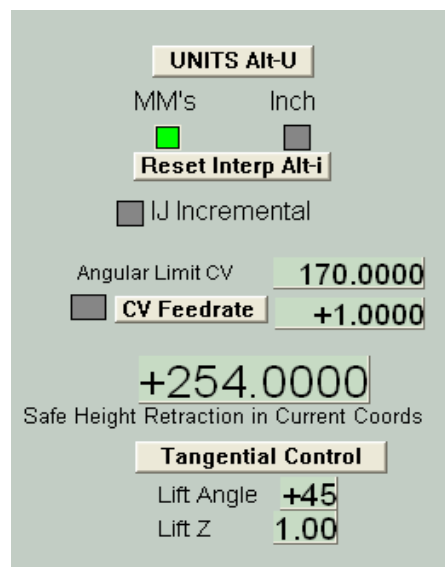 UNITS Alt-U
MM's Inch
Reset Interp Alt-i
IJ Incremental
Angular Limit CV 170.0000
CV Feedrate +1.0000
+254.0000
Safe Height Retraction in Current Coords
Tangential Control
Lift Angle +45
Lift Z 1.00